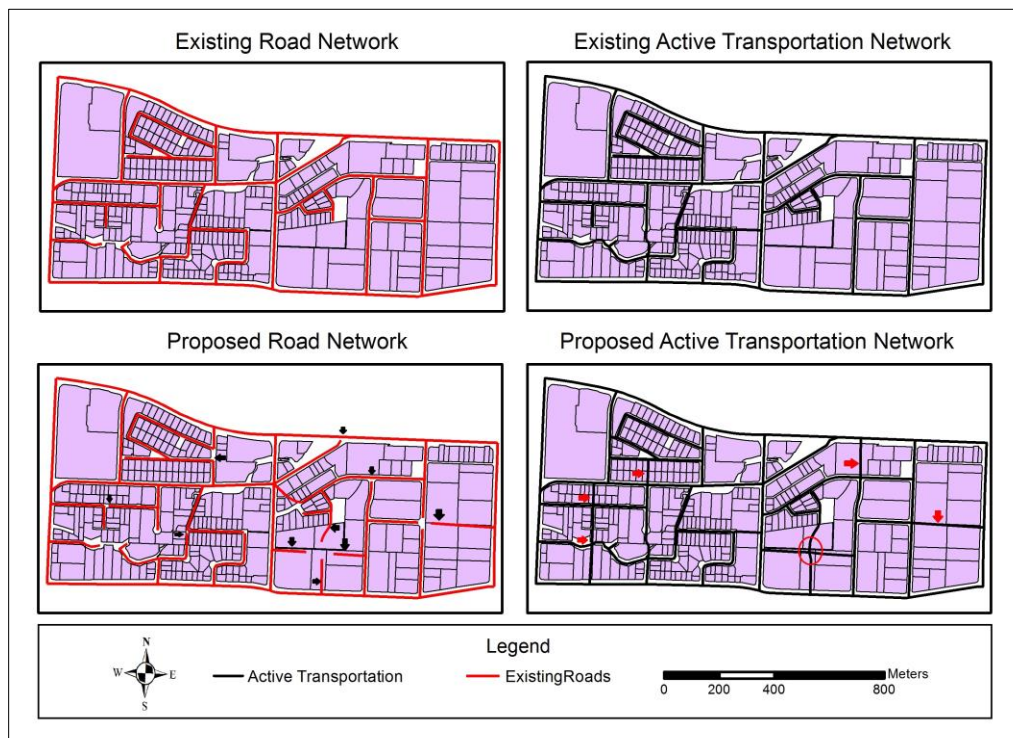 Existing Road Network
Existing Active Transportation Network
Proposed Road Network
Proposed Active Transportation Network
Legend
N
W E
S
Active Transportation
ExistingRoads
Meters
0 200 400 800